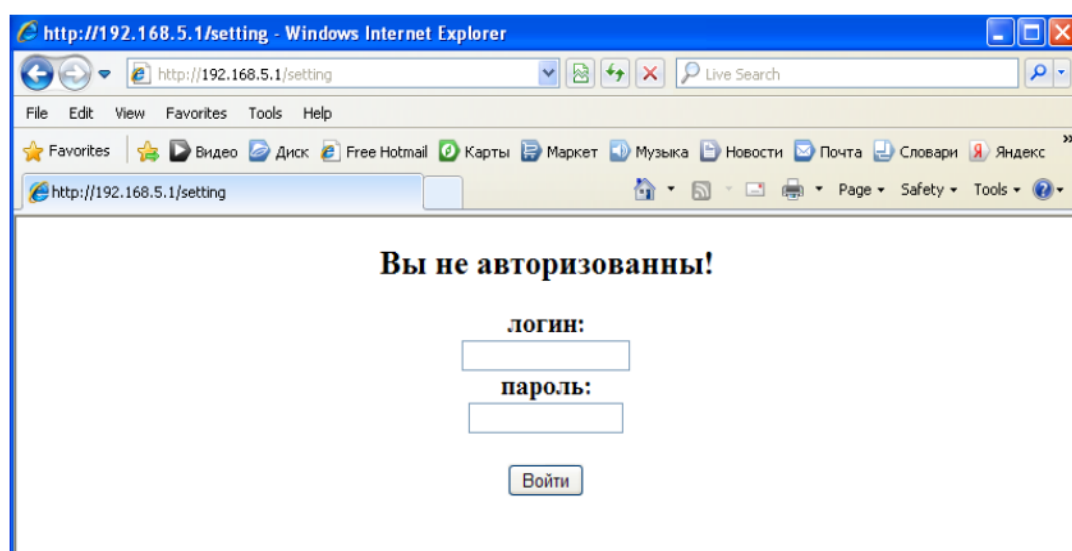 http://192.168.5.1/setting - Windows Internet Explorer
http://192.168.5.1/setting Live Search
File Edit View Favorites Tools Help
Favorites Видео Диск Free Hotmail Карты Маркет Музыка Новости Почта Словари Яндекс »
http://192.168.5.1/setting Page Safety Tools
Вы не авторизованны!
логин:
пароль:
Войти